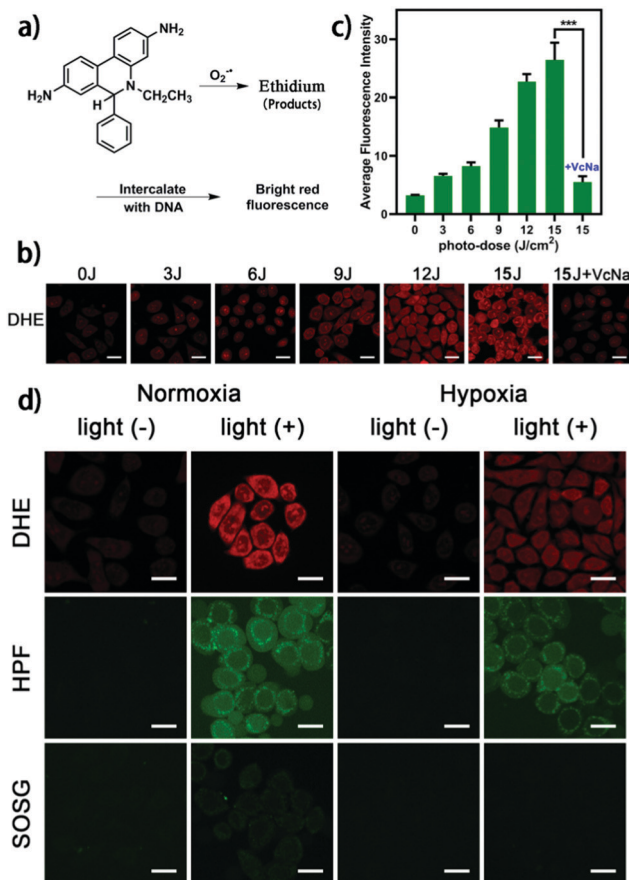 a)
NH₂
H₂N
N
H
CH₂CH₃
O₂⁻•
Ethidium
(Products)
Intercalate
with DNA
Bright red
fluorescence
c)
Average Fluorescence Intensity
30
20
10
0
***
+VcNa
0 3 6 9 12 15 15
photo-dose (J/cm²)
b)
0J 3J 6J 9J 12J 15J 15J+VcNa
DHE
d)
Normoxia Hypoxia
light (-) light (+) light (-) light (+)
DHE
HPF
SOSG